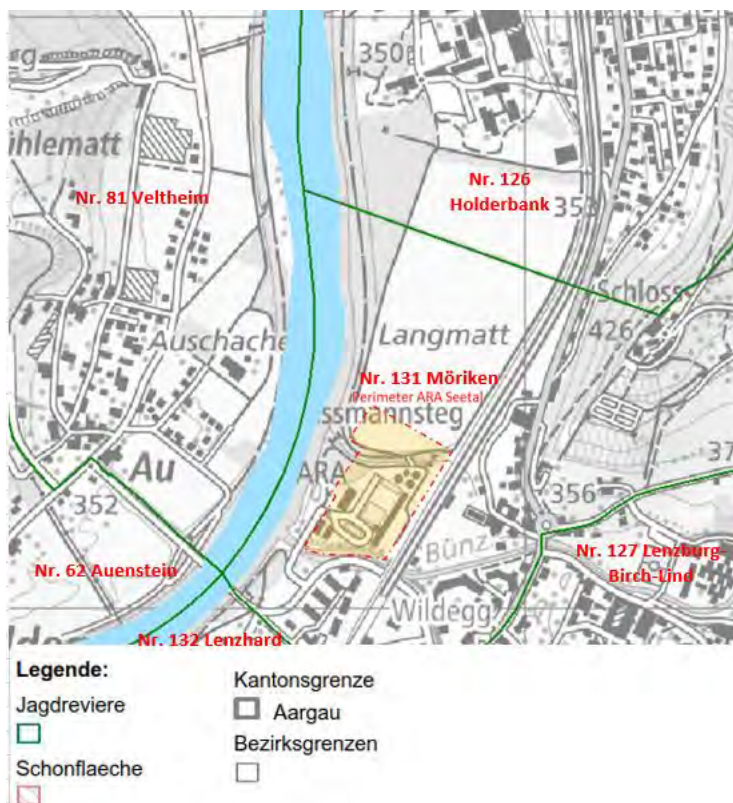 350
ihlematt
Nr. 81 Veltheim
Nr. 126
Holderbank
353
Schloss
426
Auschache
Langmatt
Nr. 131 Möriken
(Perimeter ARA Seetal
ssmannsteg
ARA
Au
352
37
356
Nr. 62 Auenstein
Bünz
Nr. 127 Lenzburg-
Birch-Lind
Wildegg
Nr. 132 Lenzhard
Legende:
Jagdreviere
Schonflaeche
Kantonsgrenze
Aargau
Bezirksgrenzen